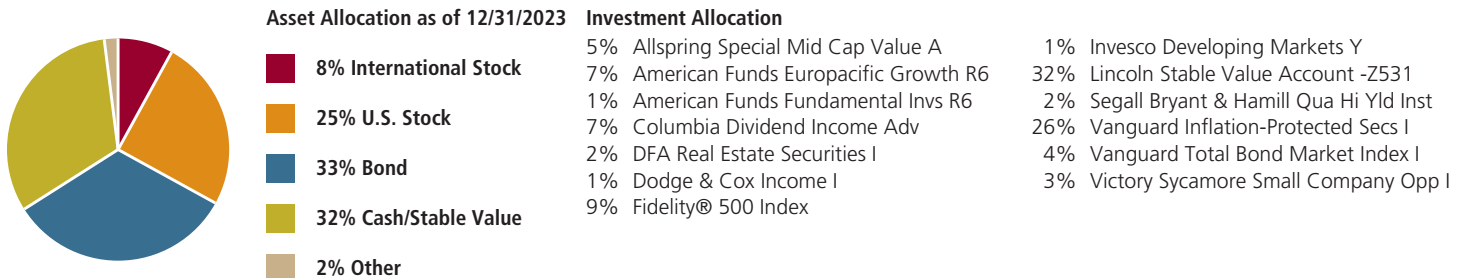 Asset Allocation as of 12/31/2023
8% International Stock
25% U.S. Stock
33% Bond
32% Cash/Stable Value
2% Other
Investment Allocation
5% Allspring Special Mid Cap Value A
7% American Funds Europacific Growth R6
1% American Funds Fundamental Invs R6
7% Columbia Dividend Income Adv
2% DFA Real Estate Securities I
1% Dodge & Cox Income I
9% Fidelity® 500 Index
1% Invesco Developing Markets Y
32% Lincoln Stable Value Account -Z531
2% Segall Bryant & Hamill Qua Hi Yld Inst
26% Vanguard Inflation-Protected Secs I
4% Vanguard Total Bond Market Index I
3% Victory Sycamore Small Company Opp I